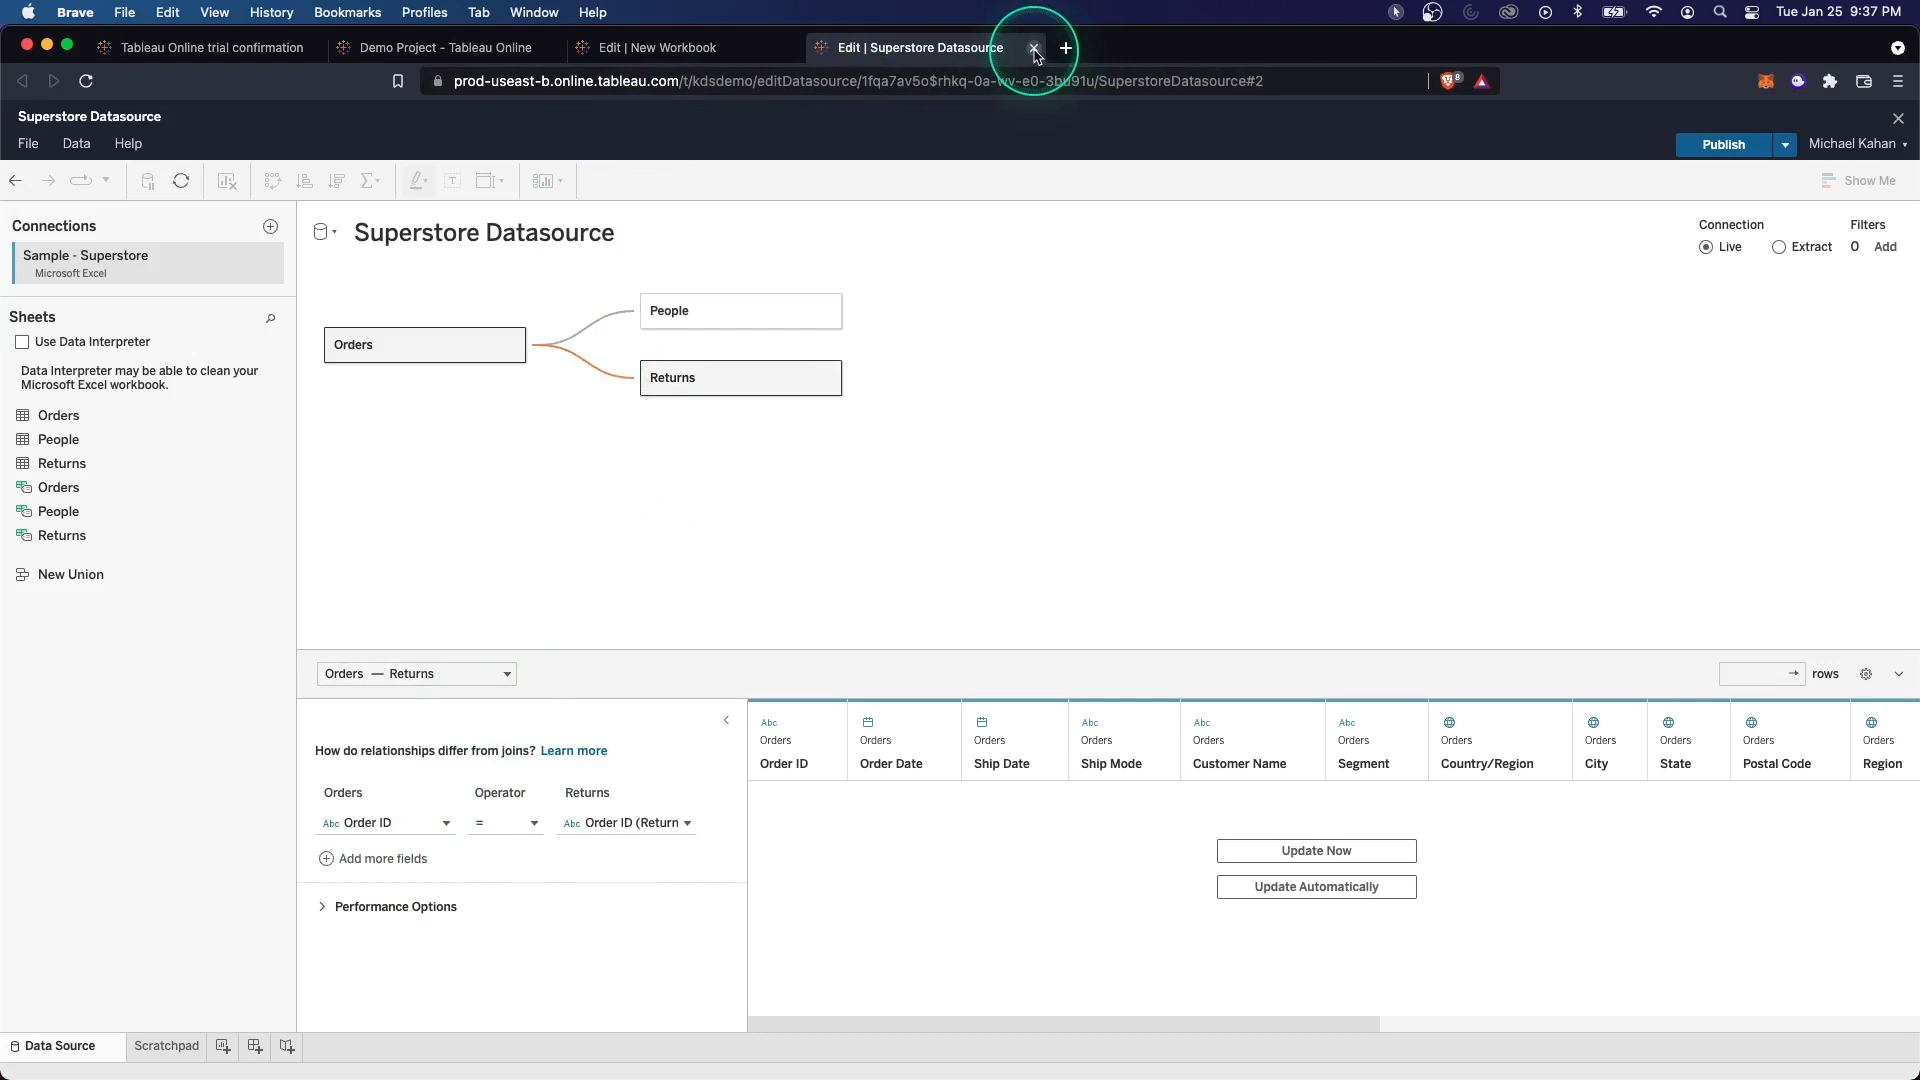 Brave File Edit View History Bookmarks Profiles Tab Window Help Tue Jan 25 9:37 PM
Tableau Online trial confirmation Demo Project - Tableau Online Edit | New Workbook Edit | Superstore Datasource
prod-useast-b.online.tableau.com/t/kdsdemo/editDatasource/1fqa7av5o$rhkq-0a-wv-e0-3bu91u/SuperstoreDatasource#2 8
Superstore Datasource
File Data Help Publish Michael Kahan
Show Me
Connections
Sample - Superstore
Microsoft Excel
Sheets
Use Data Interpreter
Data Interpreter may be able to clean your
Microsoft Excel workbook.
Orders
People
Returns
Orders
People
Returns
New Union
Superstore Datasource
Connection Filters
Live Extract 0 Add
People
Orders
Returns
Orders — Returns rows
How do relationships differ from joins? Learn more
Orders Operator Returns
Abc Order ID = Abc Order ID (Return
Add more fields
Performance Options
Abc Abc Abc Abc
Orders Orders Orders Orders Orders Orders Orders Orders Orders Orders Orders
Order ID Order Date Ship Date Ship Mode Customer Name Segment Country/Region City State Postal Code Region
Update Now
Update Automatically
Data Source Scratchpad